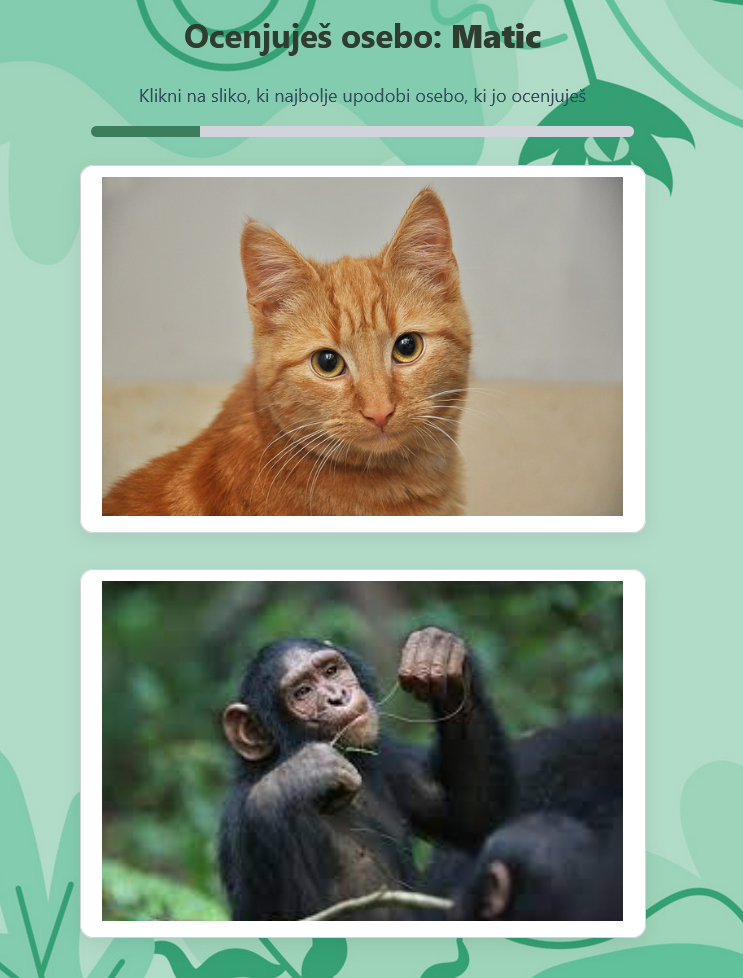 Ocenjuješ osebo: Matic
Klikni na sliko, ki najbolje upodobi osebo, ki jo ocenjuješ